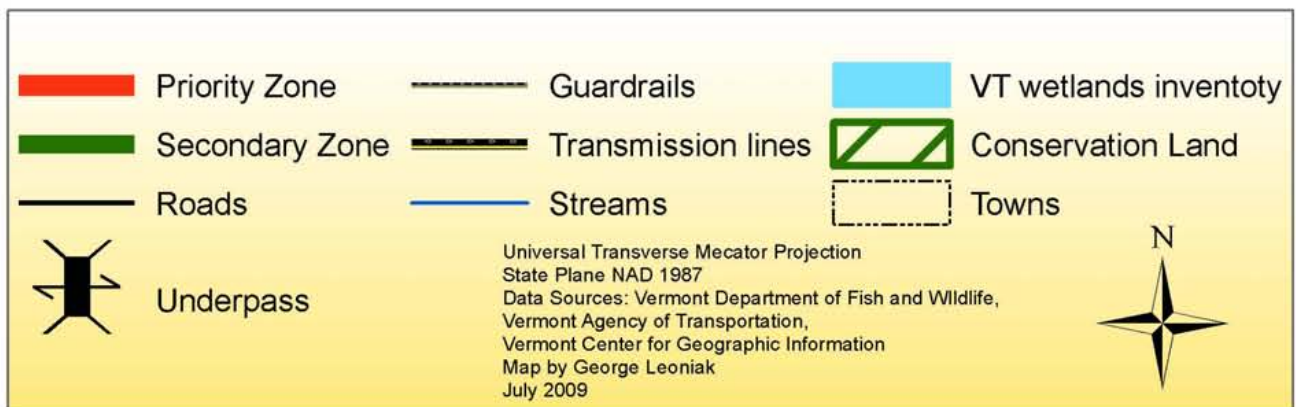 Priority Zone
Guardrails
VT wetlands inventoty
Secondary Zone
Transmission lines
Conservation Land
Roads
Streams
Towns
Underpass
Universal Transverse Mecator Projection
State Plane NAD 1987
Data Sources: Vermont Department of Fish and WIldlife,
Vermont Agency of Transportation,
Vermont Center for Geographic Information
Map by George Leoniak
July 2009
N